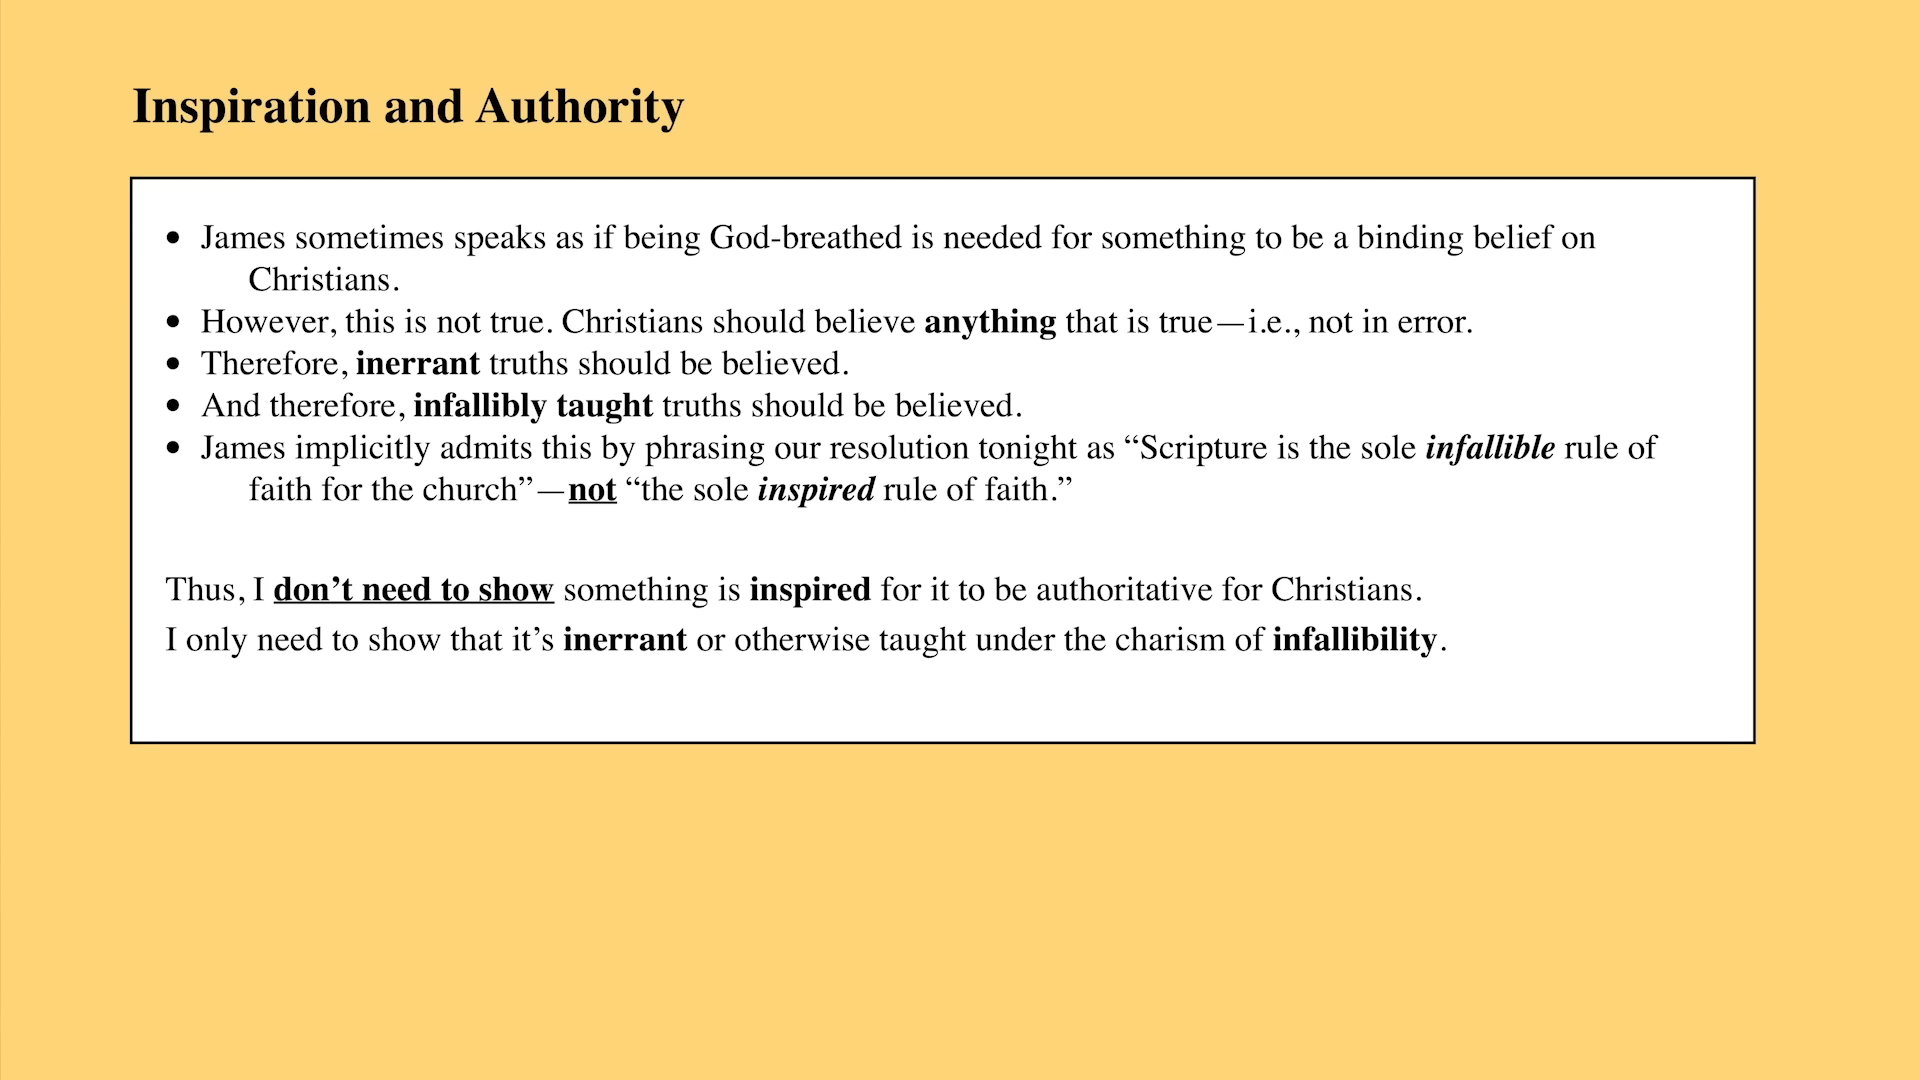 Inspiration and Authority
• James sometimes speaks as if being God-breathed is needed for something to be a binding belief on
Christians.
• However, this is not true. Christians should believe anything that is true—i.e., not in error.
• Therefore, inerrant truths should be believed.
• And therefore, infallibly taught truths should be believed.
• James implicitly admits this by phrasing our resolution tonight as “Scripture is the sole infallible rule of
faith for the church”—not “the sole inspired rule of faith.”
Thus, I don’t need to show something is inspired for it to be authoritative for Christians.
I only need to show that it’s inerrant or otherwise taught under the charism of infallibility.